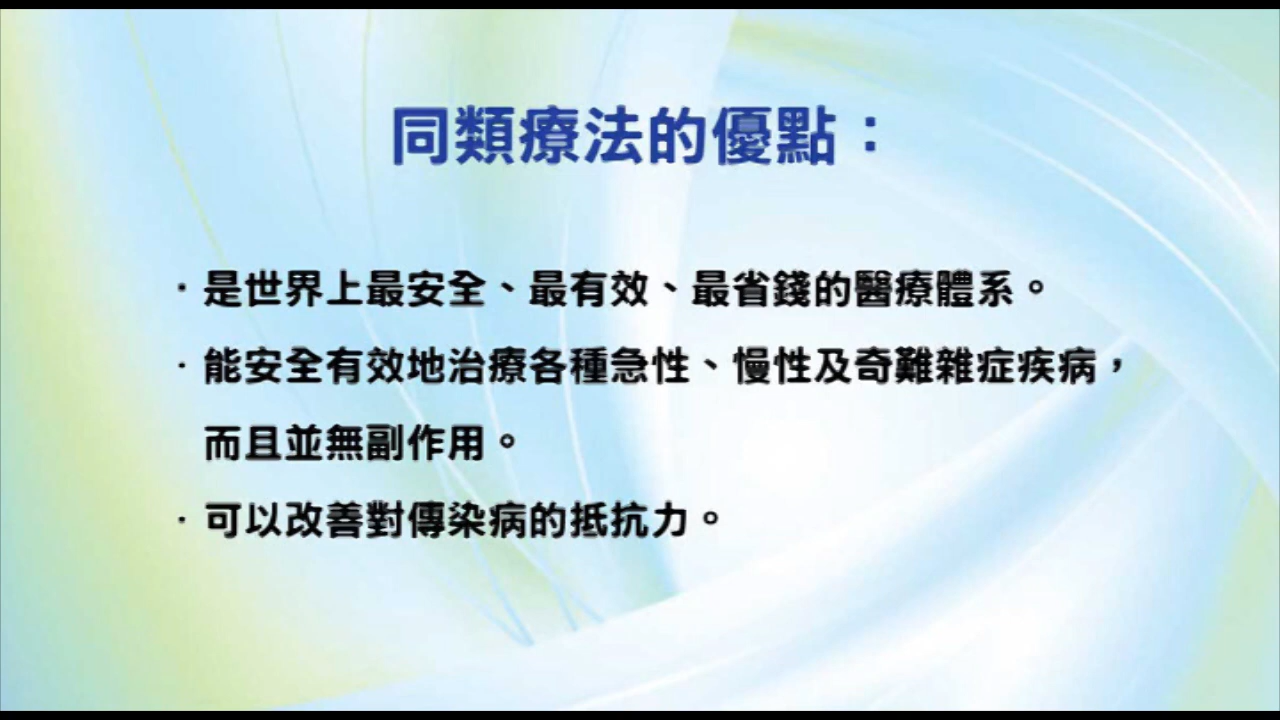 同類療法的優點：
·是世界上最安全、最有效、最省錢的醫療體系。
·能安全有效地治療各種急性、慢性及奇難雜症疾病，
而且並無副作用。
·可以改善對傳染病的抵抗力。